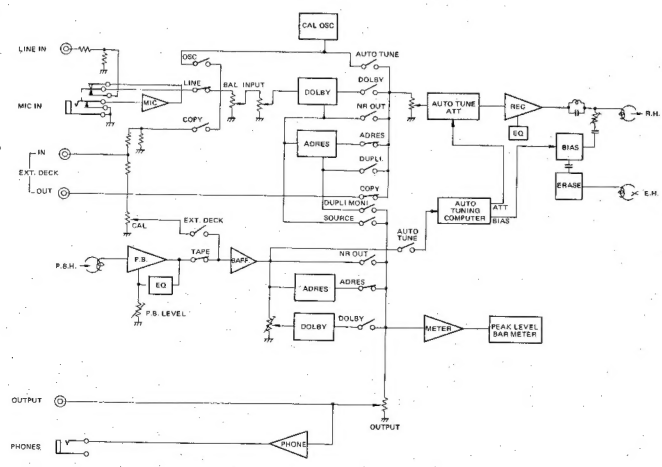 CAL OSC
LINE IN
OSC
AUTO TUNE
LINE
BAL
INPUT
DOLBY
DOLBY
MIC IN
MIC
NR OUT
AUTO TUNE
ATT
REC
EQ
R.H.
COPY
ADRES
ADRES
DUPLI.
BIAS
IN
EXT. DECK
OUT
COPY
DUPLI MONI
SOURCE
ERASE
E.H.
AUTO
TUNING
COMPUTER
ATT
BIAS
CAL
EXT. DECK
AUTO
TUNE
P.B.H.
P.B.
TAPE
BAFF
NR OUT
EQ
ADRES
ADRES
P.B. LEVEL
DOLBY
DOLBY
METER
PEAK LEVEL
BAR METER
OUTPUT
OUTPUT
PHONES
PHONE